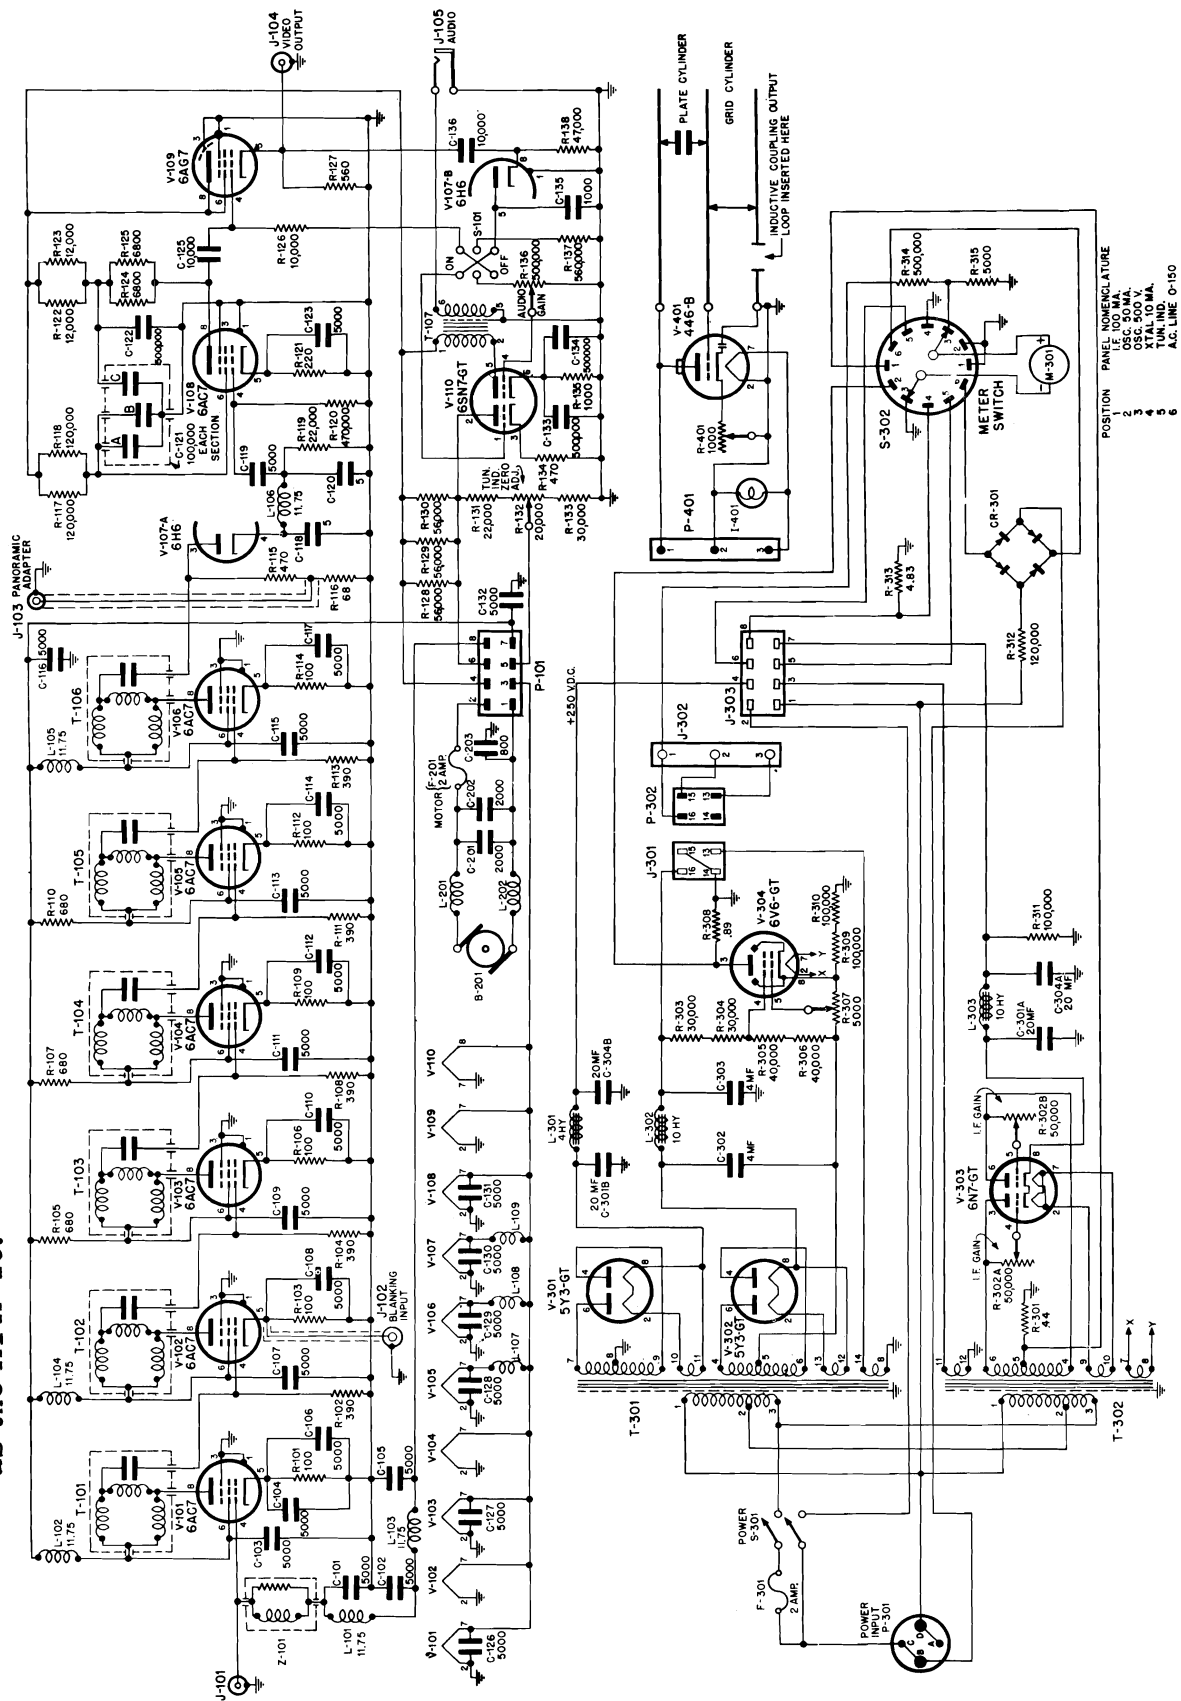 J-101
Z-101
L-101
11.75
L-102
11.75
T-101
V-101
6AC7
C-103
5000
C-104
5000
R-101
100
C-106
5000
R-102
390
C-101
5000
C-102
5000
L-103
11.75
C-105
5000
L-104
11.75
T-102
V-102
6AC7
C-107
5000
R-103
100
C-108
5000
R-104
390
J-102
BLANKING
INPUT
R-105
680
T-103
V-103
6AC7
C-109
5000
R-106
100
C-110
5000
R-108
390
R-107
680
T-104
V-104
6AC7
C-111
5000
R-109
100
C-112
5000
R-111
390
R-110
680
T-105
V-105
6AC7
C-113
5000
R-112
100
C-114
5000
R-113
390
L-105
11.75
T-106
V-106
6AC7
C-115
5000
R-114
100
C-117
5000
C-116
5000
J-103 PANORAMIC
ADAPTER
V-107-A
6H6
R-115
470
R-116
68
C-118
5
L-106
11.75
C-119
5000
C-120
5
R-119
22,000
R-120
470,000
R-117
120,000
R-118
120,000
C-121
100,000
EACH
SECTION
A
B
C
V-108
6AC7
R-121
220
C-123
5000
C-122
500,000
R-122
12,000
R-123
12,000
R-124
6800
R-125
6800
C-125
10,000
R-126
10,000
V-109
6AG7
R-127
560
J-104
VIDEO
OUTPUT
J-105
AUDIO
C-136
10,000
V-107-B
6H6
R-138
47,000
C-135
1000
S-101
ON
OFF
R-136
500,000
AUDIO
GAIN
R-137
560,000
T-107
V-110
6SN7-GT
C-134
500,000
R-135
1000
C-133
500,000
R-134
470
TUN.
IND.
ZERO
ADJ.
R-128
56,000
R-129
56,000
R-130
56,000
R-131
22,000
R-132
20,000
R-133
30,000
C-132
5000
P-101
F-201
2 AMP.
MOTOR
C-203
800
C-202
2000
C-201
2000
L-201
L-202
B-201
V-101
C-126
5000
V-102
V-103
C-127
5000
V-104
V-105
C-128
5000
L-107
V-106
C-129
5000
L-108
V-107
C-130
5000
L-109
V-108
C-131
5000
V-109
V-110
PLATE CYLINDER
GRID CYLINDER
INDUCTIVE COUPLING OUTPUT
LOOP INSERTED HERE
V-401
446-B
R-401
1000
P-401
I-401
+250 V.D.C.
J-302
J-303
P-302
J-301
R-308
.89
V-304
6V6-GT
R-303
30,000
R-304
30,000
R-305
40,000
R-306
40,000
R-307
5000
R-309
100,000
R-310
100,000
X
Y
L-301
4 HY
20MF
C-304B
20 MF
C-301B
L-302
10 HY
C-303
4MF
C-302
4MF
V-301
5Y3-GT
V-302
5Y3-GT
T-301
T-302
X
Y
R-301
.44
R-302A
50,000
I.F. GAIN
V-303
6N7-GT
I.F. GAIN
R-302B
50,000
L-303
10 HY
C-301A
20MF
C-304A
20 MF
R-311
100,000
R-312
120,000
R-313
4.83
CR-301
S-302
METER
SWITCH
M-301
R-314
500,000
R-315
5000
POWER
S-301
F-301
2 AMP.
POWER
INPUT
P-301
A
B
C
D
POSITION PANEL NOMENCLATURE
1 I.F. 100 MA.
2 OSC. 50 MA.
3 OSC. 500 V.
4 XTAL 10 MA.
5 TUN. IND.
6 A.C. LINE 0-150